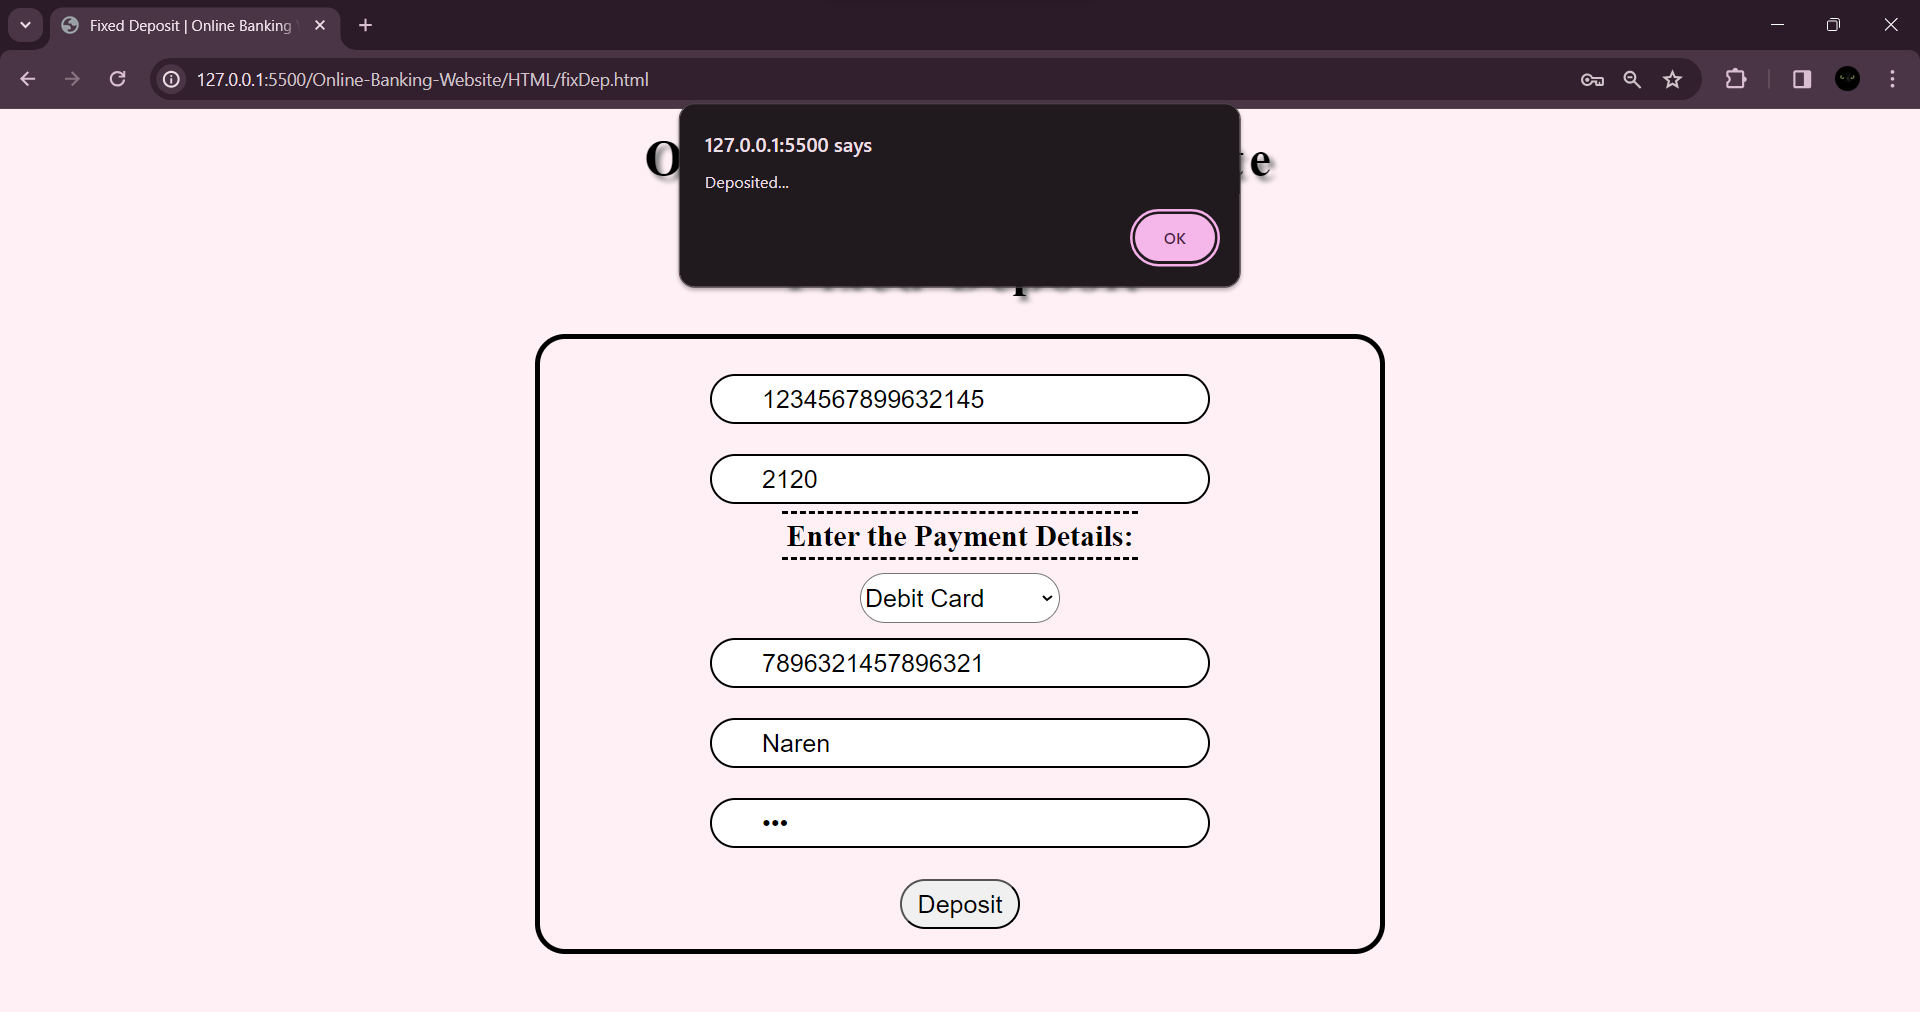 Fixed Deposit | Online Banking
127.0.0.1:5500/Online-Banking-Website/HTML/fixDep.html
127.0.0.1:5500 says
Deposited...
OK
1234567899632145
2120
Enter the Payment Details:
Debit Card
7896321457896321
Naren
•••
Deposit